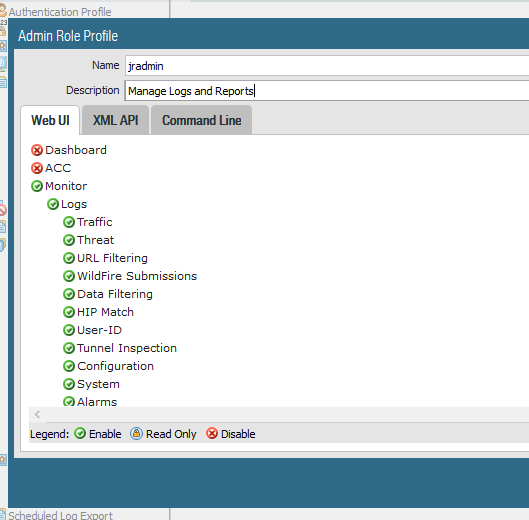 Authentication Profile
123
Admin Role Profile
Name jradmin
Description Manage Logs and Reports
Web UI XML API Command Line
Dashboard
ACC
Monitor
Logs
Traffic
Threat
URL Filtering
WildFire Submissions
Data Filtering
HIP Match
User-ID
Tunnel Inspection
Configuration
System
Alarms
Legend: Enable Read Only Disable
Scheduled Log Export